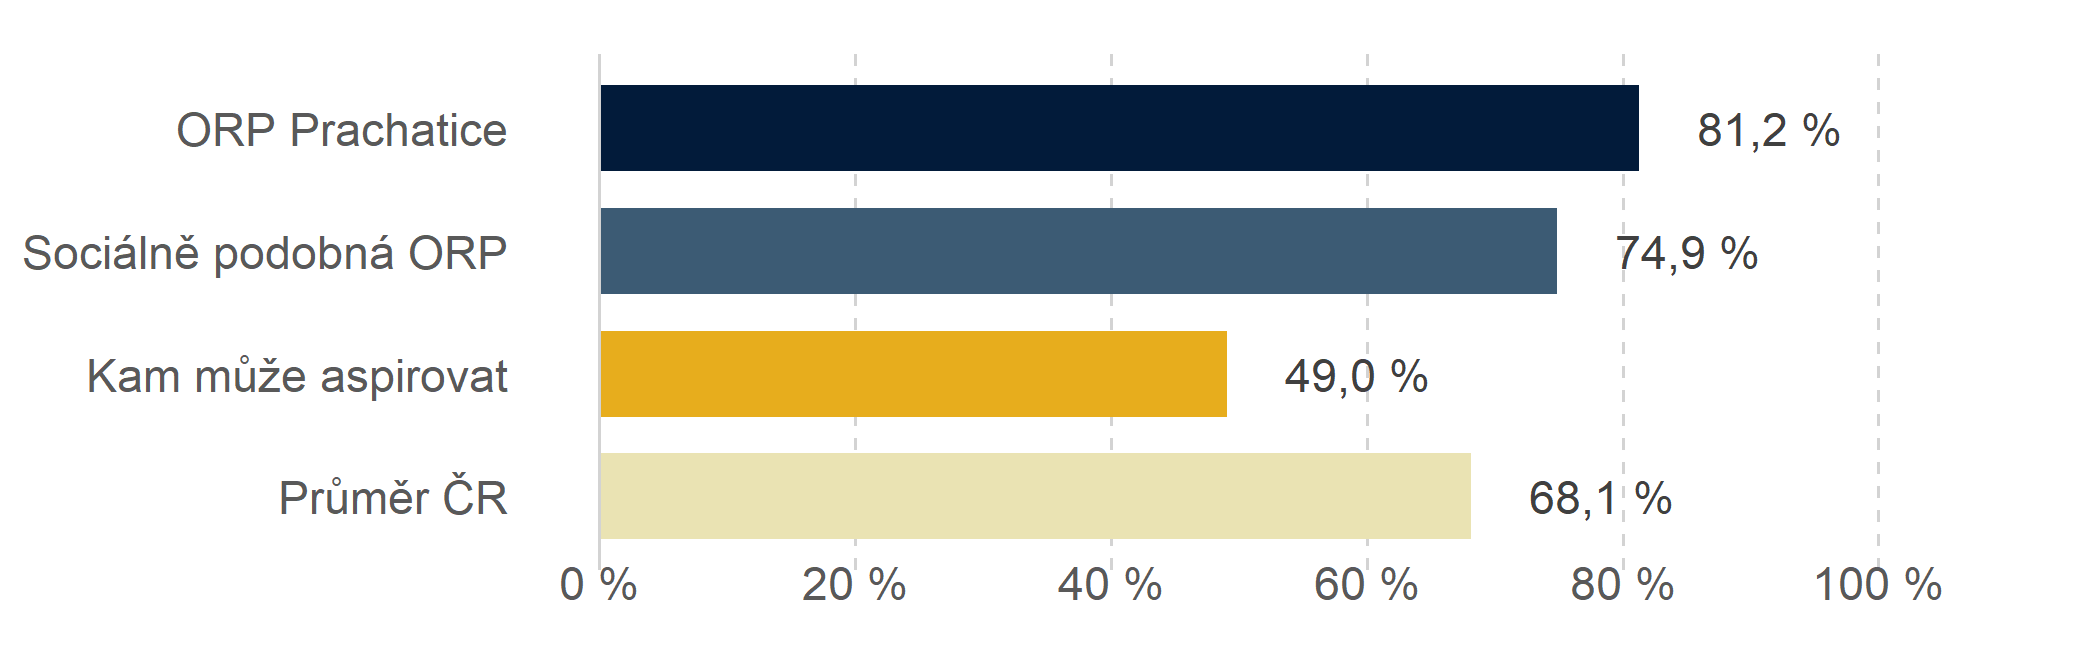 ORP Prachatice 81,2 %
Sociálně podobná ORP 74,9 %
Kam může aspirovat 49,0 %
Průměr ČR 68,1 %
0 % 20 % 40 % 60 % 80 % 100 %